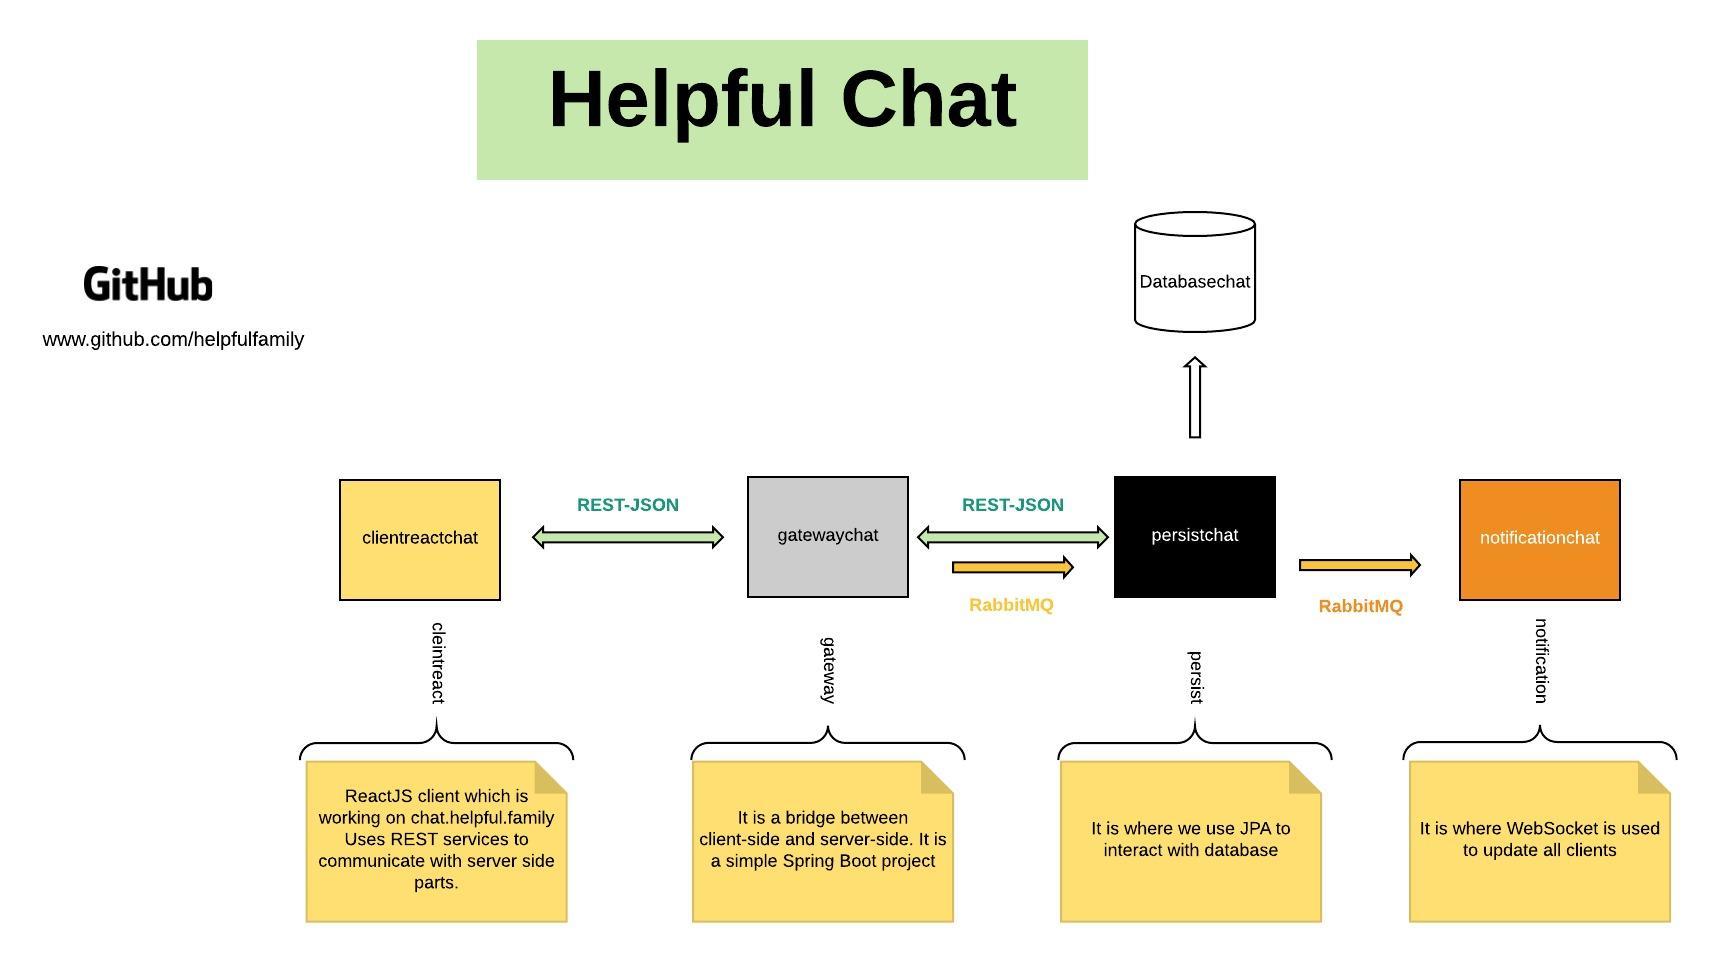 Helpful Chat
Databasechat
GitHub
www.github.com/helpfulfamily
REST-JSON
REST-JSON
clientreactchat
gatewaychat
persistchat
notificationchat
RabbitMQ
RabbitMQ
cleintreact
gateway
persist
notification
ReactJS client which is
working on chat.helpful.family
Uses REST services to
communicate with server side
parts.
It is a bridge between
client-side and server-side. It is
a simple Spring Boot project
It is where we use JPA to
interact with database
It is where WebSocket is used
to update all clients